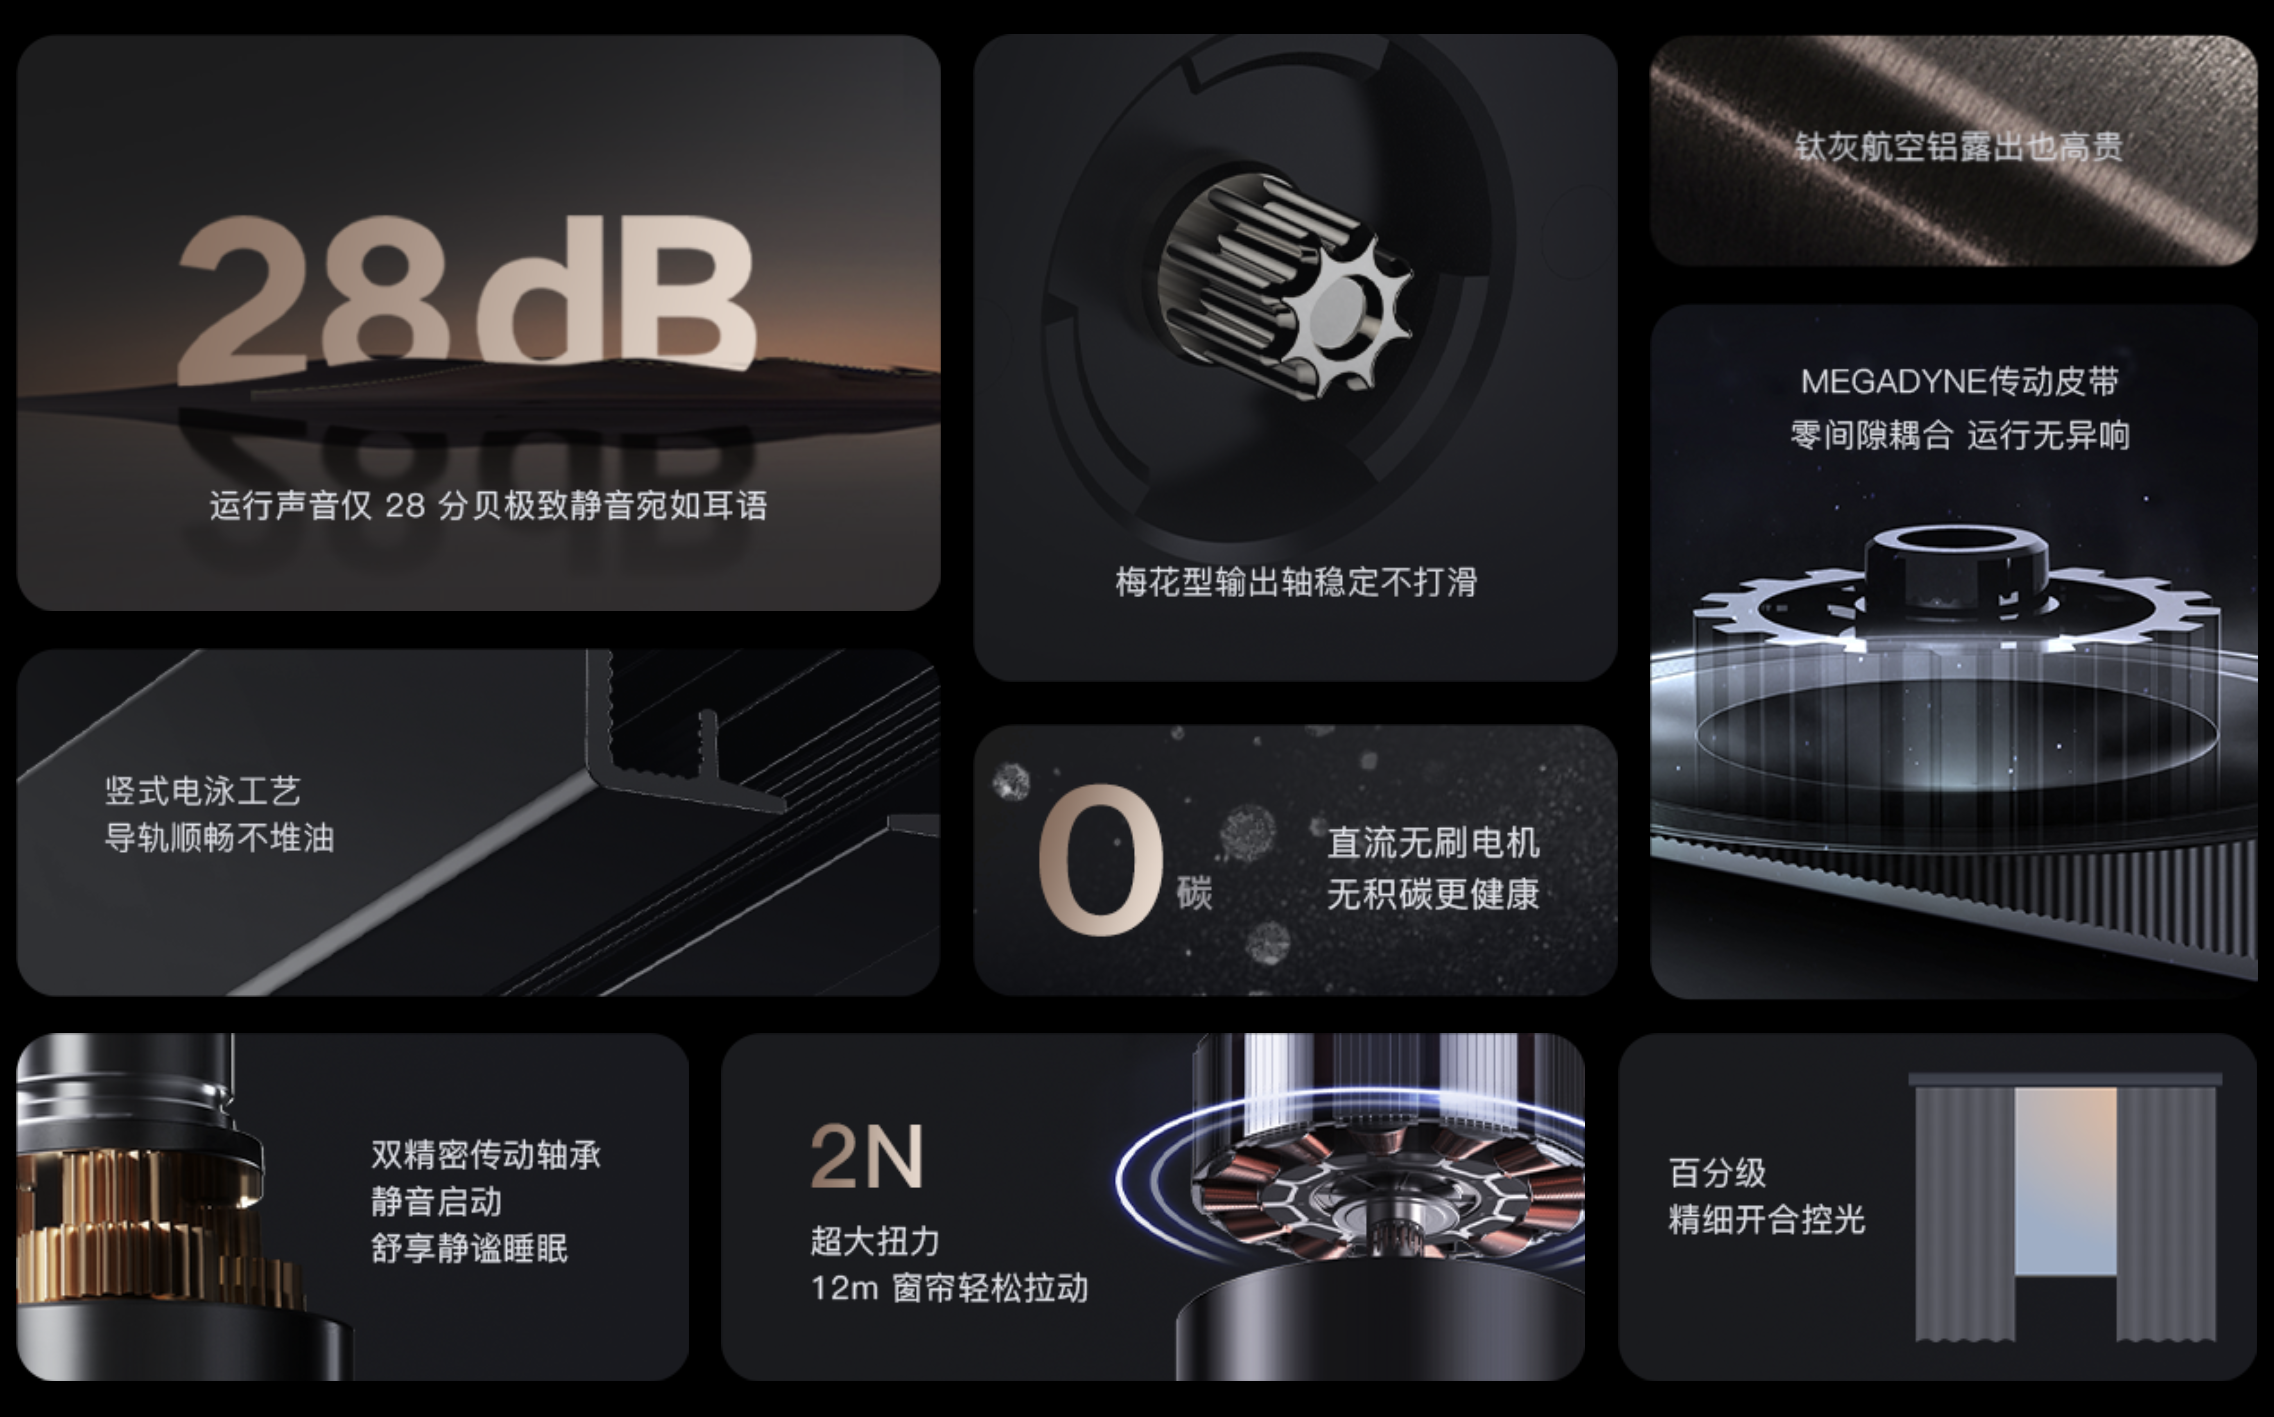 28dB
运行声音仅 28 分贝极致静音宛如耳语
梅花型输出轴稳定不打滑
钛灰航空铝露出也高贵
MEGADYNE传动皮带
零间隙耦合 运行无异响
竖式电泳工艺
导轨顺畅不堆油
0碳
直流无刷电机
无积碳更健康
双精密传动轴承
静音启动
舒享静谧睡眠
2N
超大扭力
12m 窗帘轻松拉动
百分级
精细开合控光